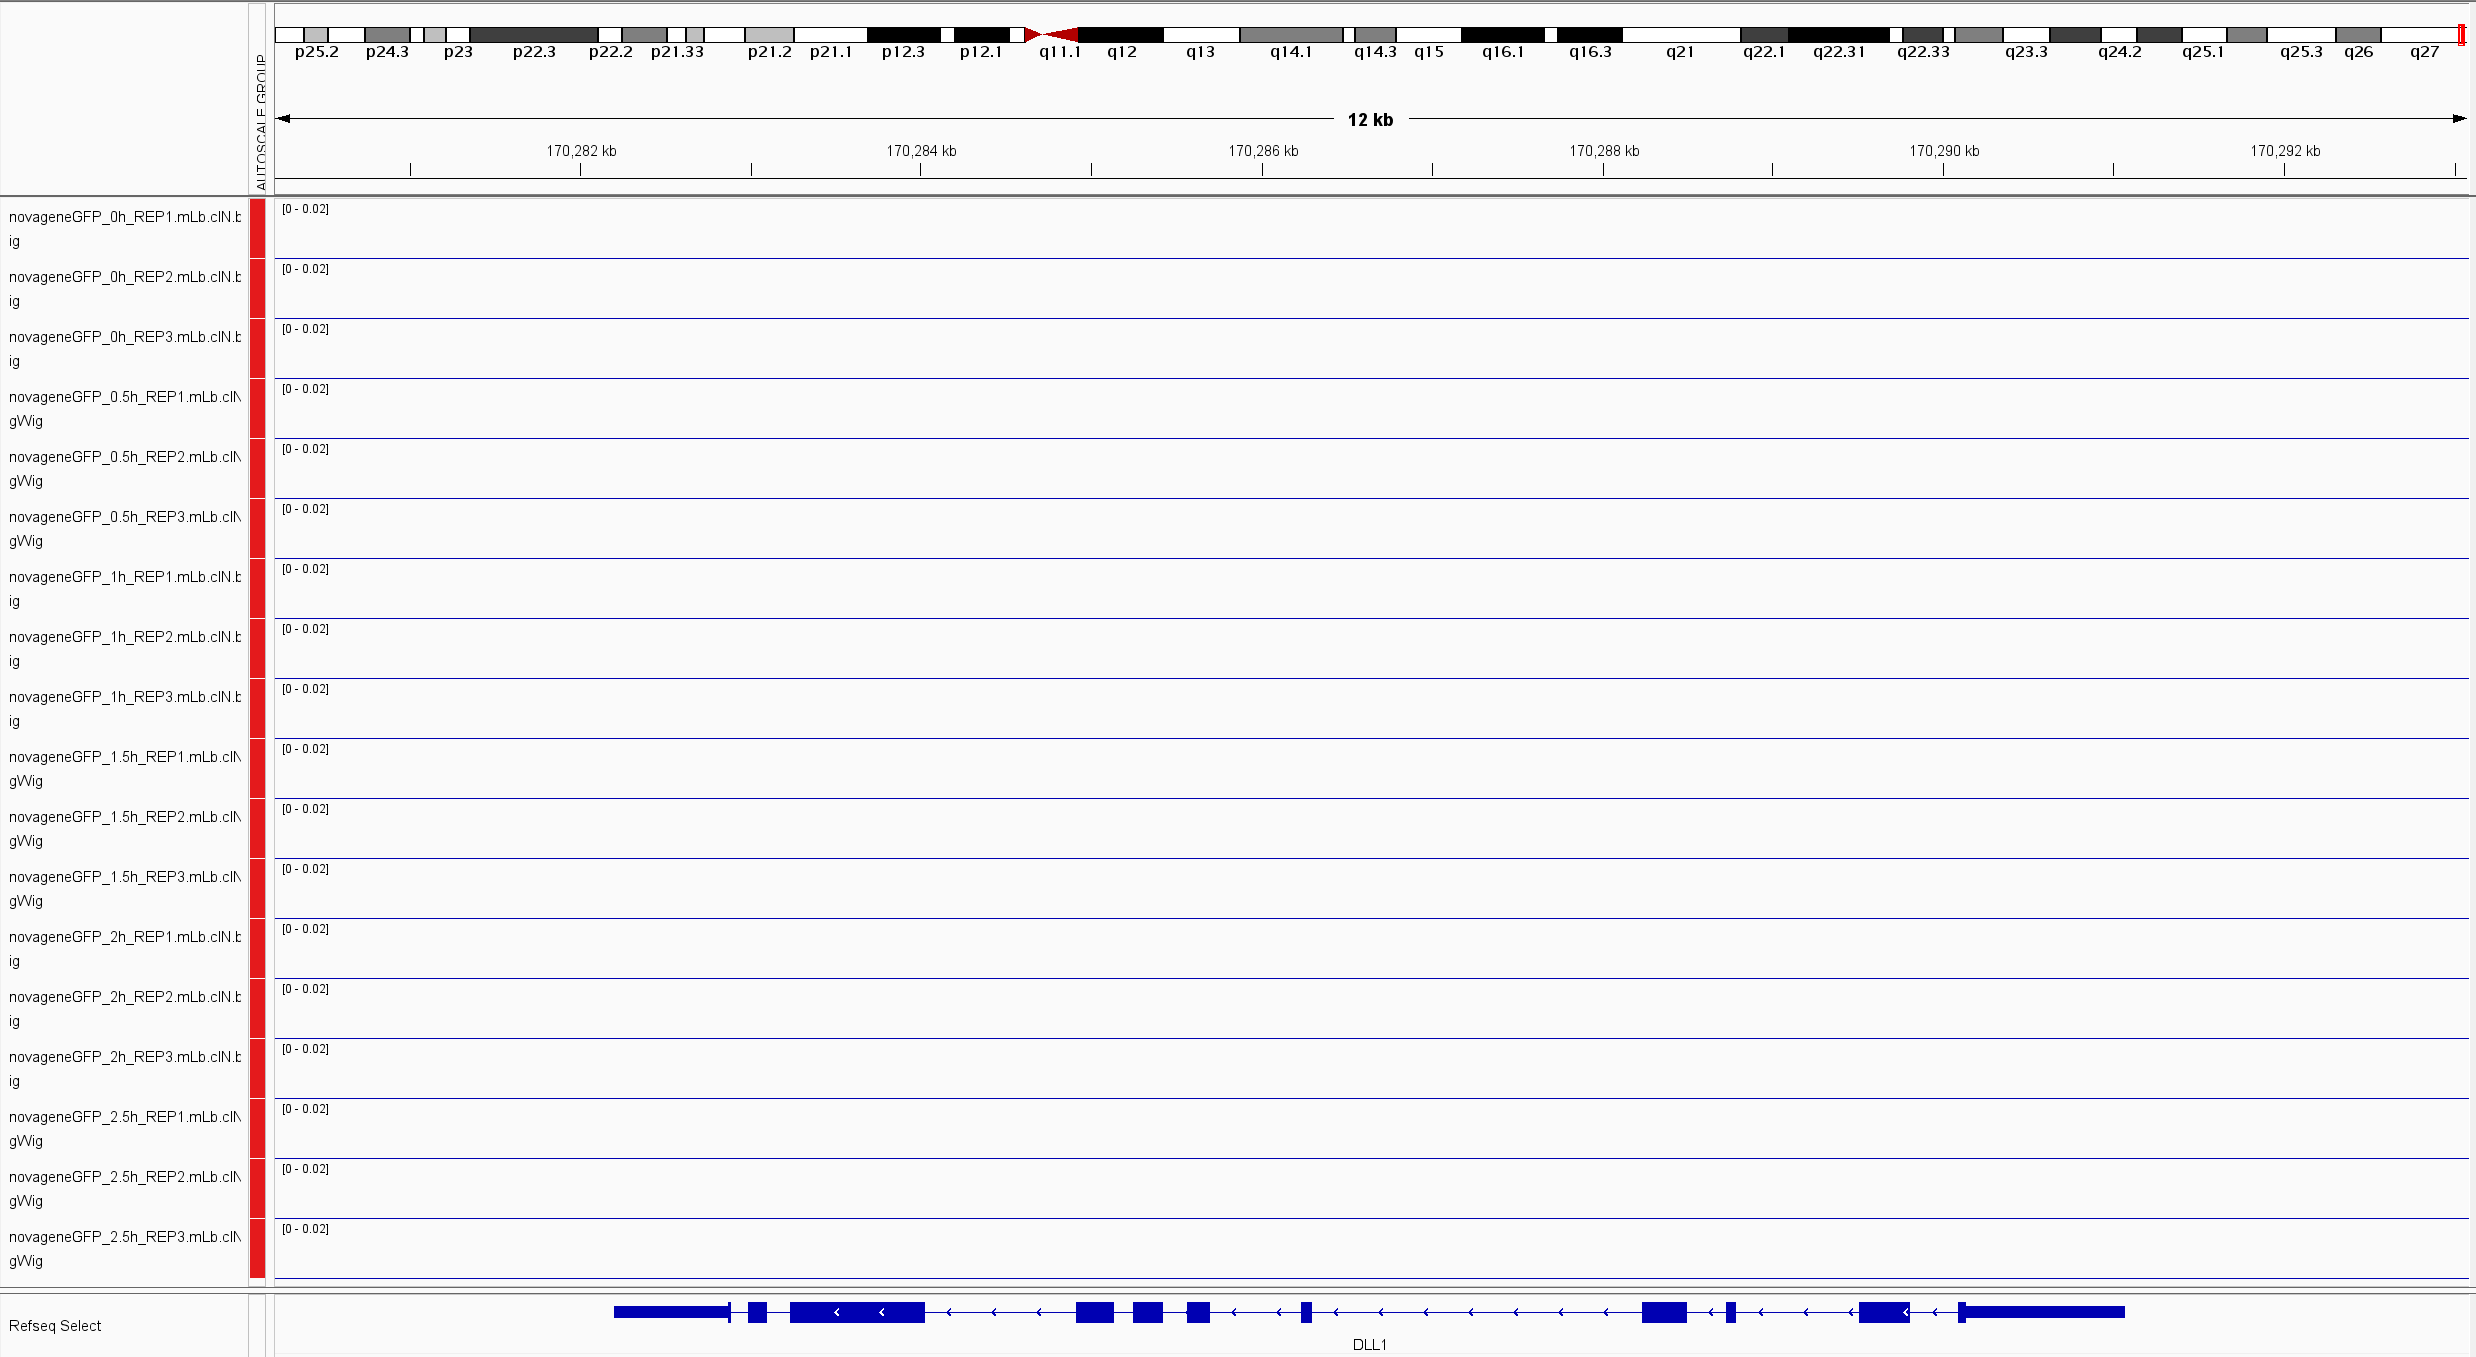 p25.2 p24.3 p23 p22.3 p22.2 p21.33 p21.2 p21.1 p12.3 p12.1 q11.1 q12 q13 q14.1 q14.3 q15 q16.1 q16.3 q21 q22.1 q22.31 q22.33 q23.3 q24.2 q25.1 q25.3 q26 q27
AUTOSCALE GROUP
12 kb
170,282 kb 170,284 kb 170,286 kb 170,288 kb 170,290 kb 170,292 kb
novageneGFP_0h_REP1.mLb.clN.b [0 - 0.02]
ig
novageneGFP_0h_REP2.mLb.clN.b [0 - 0.02]
ig
novageneGFP_0h_REP3.mLb.clN.b [0 - 0.02]
ig
novageneGFP_0.5h_REP1.mLb.clN [0 - 0.02]
gWig
novageneGFP_0.5h_REP2.mLb.clN [0 - 0.02]
gWig
novageneGFP_0.5h_REP3.mLb.clN [0 - 0.02]
gWig
novageneGFP_1h_REP1.mLb.clN.b [0 - 0.02]
ig
novageneGFP_1h_REP2.mLb.clN.b [0 - 0.02]
ig
novageneGFP_1h_REP3.mLb.clN.b [0 - 0.02]
ig
novageneGFP_1.5h_REP1.mLb.clN [0 - 0.02]
gWig
novageneGFP_1.5h_REP2.mLb.clN [0 - 0.02]
gWig
novageneGFP_1.5h_REP3.mLb.clN [0 - 0.02]
gWig
novageneGFP_2h_REP1.mLb.clN.b [0 - 0.02]
ig
novageneGFP_2h_REP2.mLb.clN.b [0 - 0.02]
ig
novageneGFP_2h_REP3.mLb.clN.b [0 - 0.02]
ig
novageneGFP_2.5h_REP1.mLb.clN [0 - 0.02]
gWig
novageneGFP_2.5h_REP2.mLb.clN [0 - 0.02]
gWig
novageneGFP_2.5h_REP3.mLb.clN [0 - 0.02]
gWig
Refseq Select
DLL1